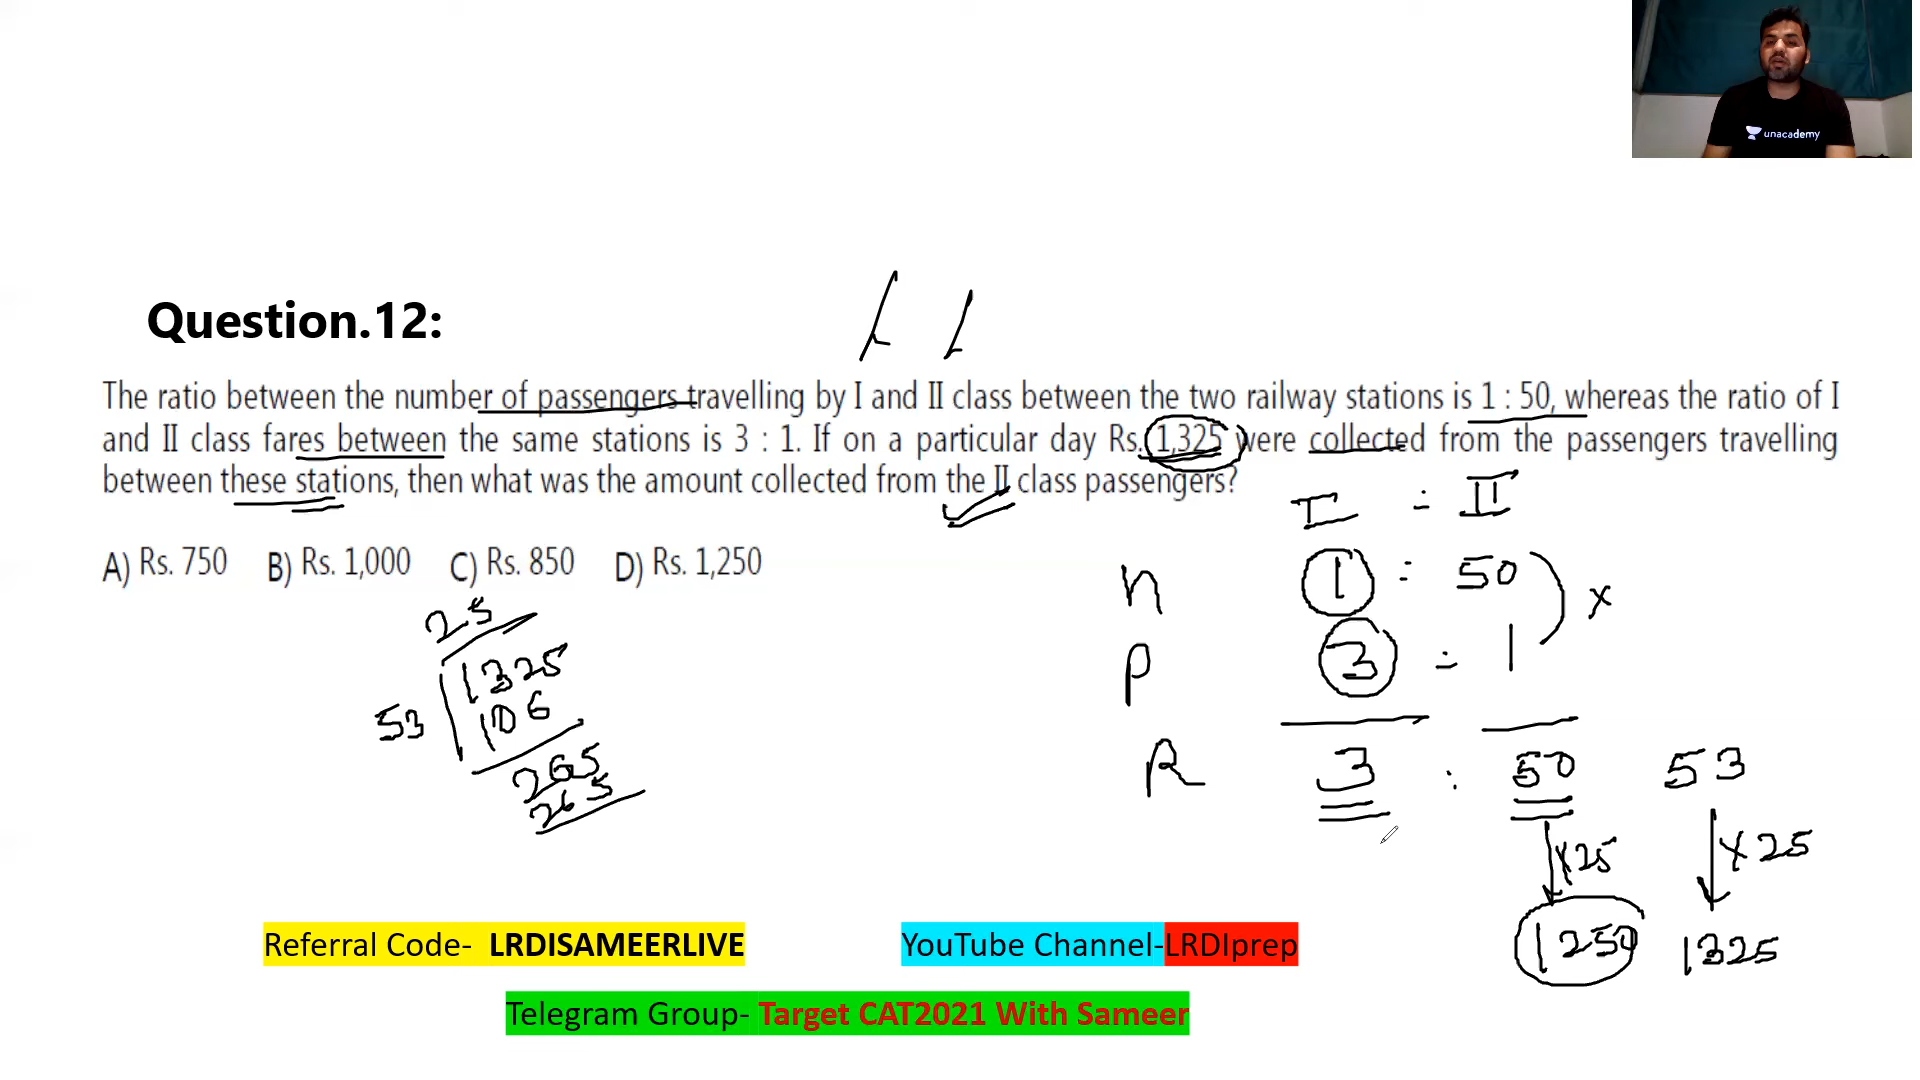 unacademy
Question.12:
The ratio between the number of passengers travelling by I and II class between the two railway stations is 1 : 50, whereas the ratio of I
and II class fares between the same stations is 3 : 1. If on a particular day Rs. 1,325 were collected from the passengers travelling
between these stations, then what was the amount collected from the II class passengers?
I : II
A) Rs. 750 B) Rs. 1,000 C) Rs. 850 D) Rs. 1,250
n 1 : 50 x
25
P 3 : 1
1325
53 106
265
265
R 3 : 50 53
x25 x25
1250 1325
Referral Code- LRDISAMEERLIVE
YouTube Channel-LRDIprep
Telegram Group- Target CAT2021 With Sameer